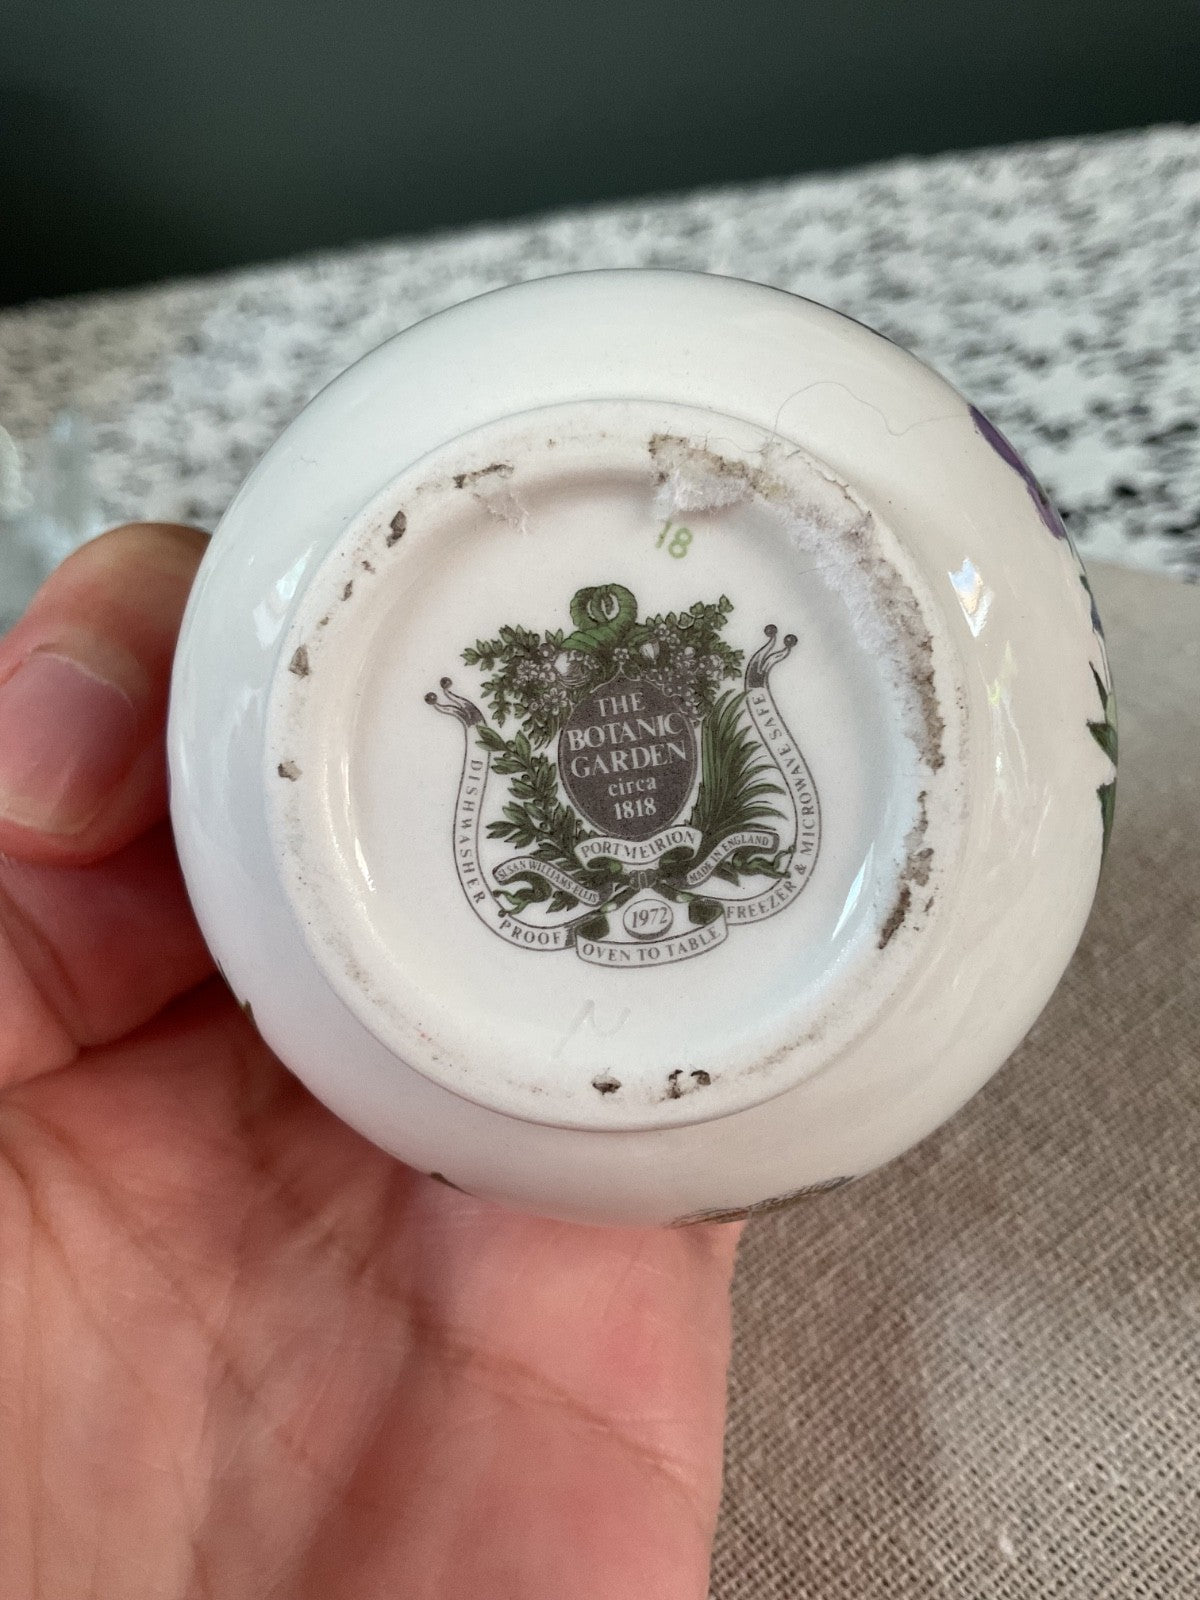 18
THE
BOTANIC
GARDEN
circa
1818
PORTMEIRION
SUSAN WILLIAMS ELLIS
MADE IN ENGLAND
1972
DISHWASHER PROOF
OVEN TO TABLE
FREEZER & MICROWAVE SAFE
N